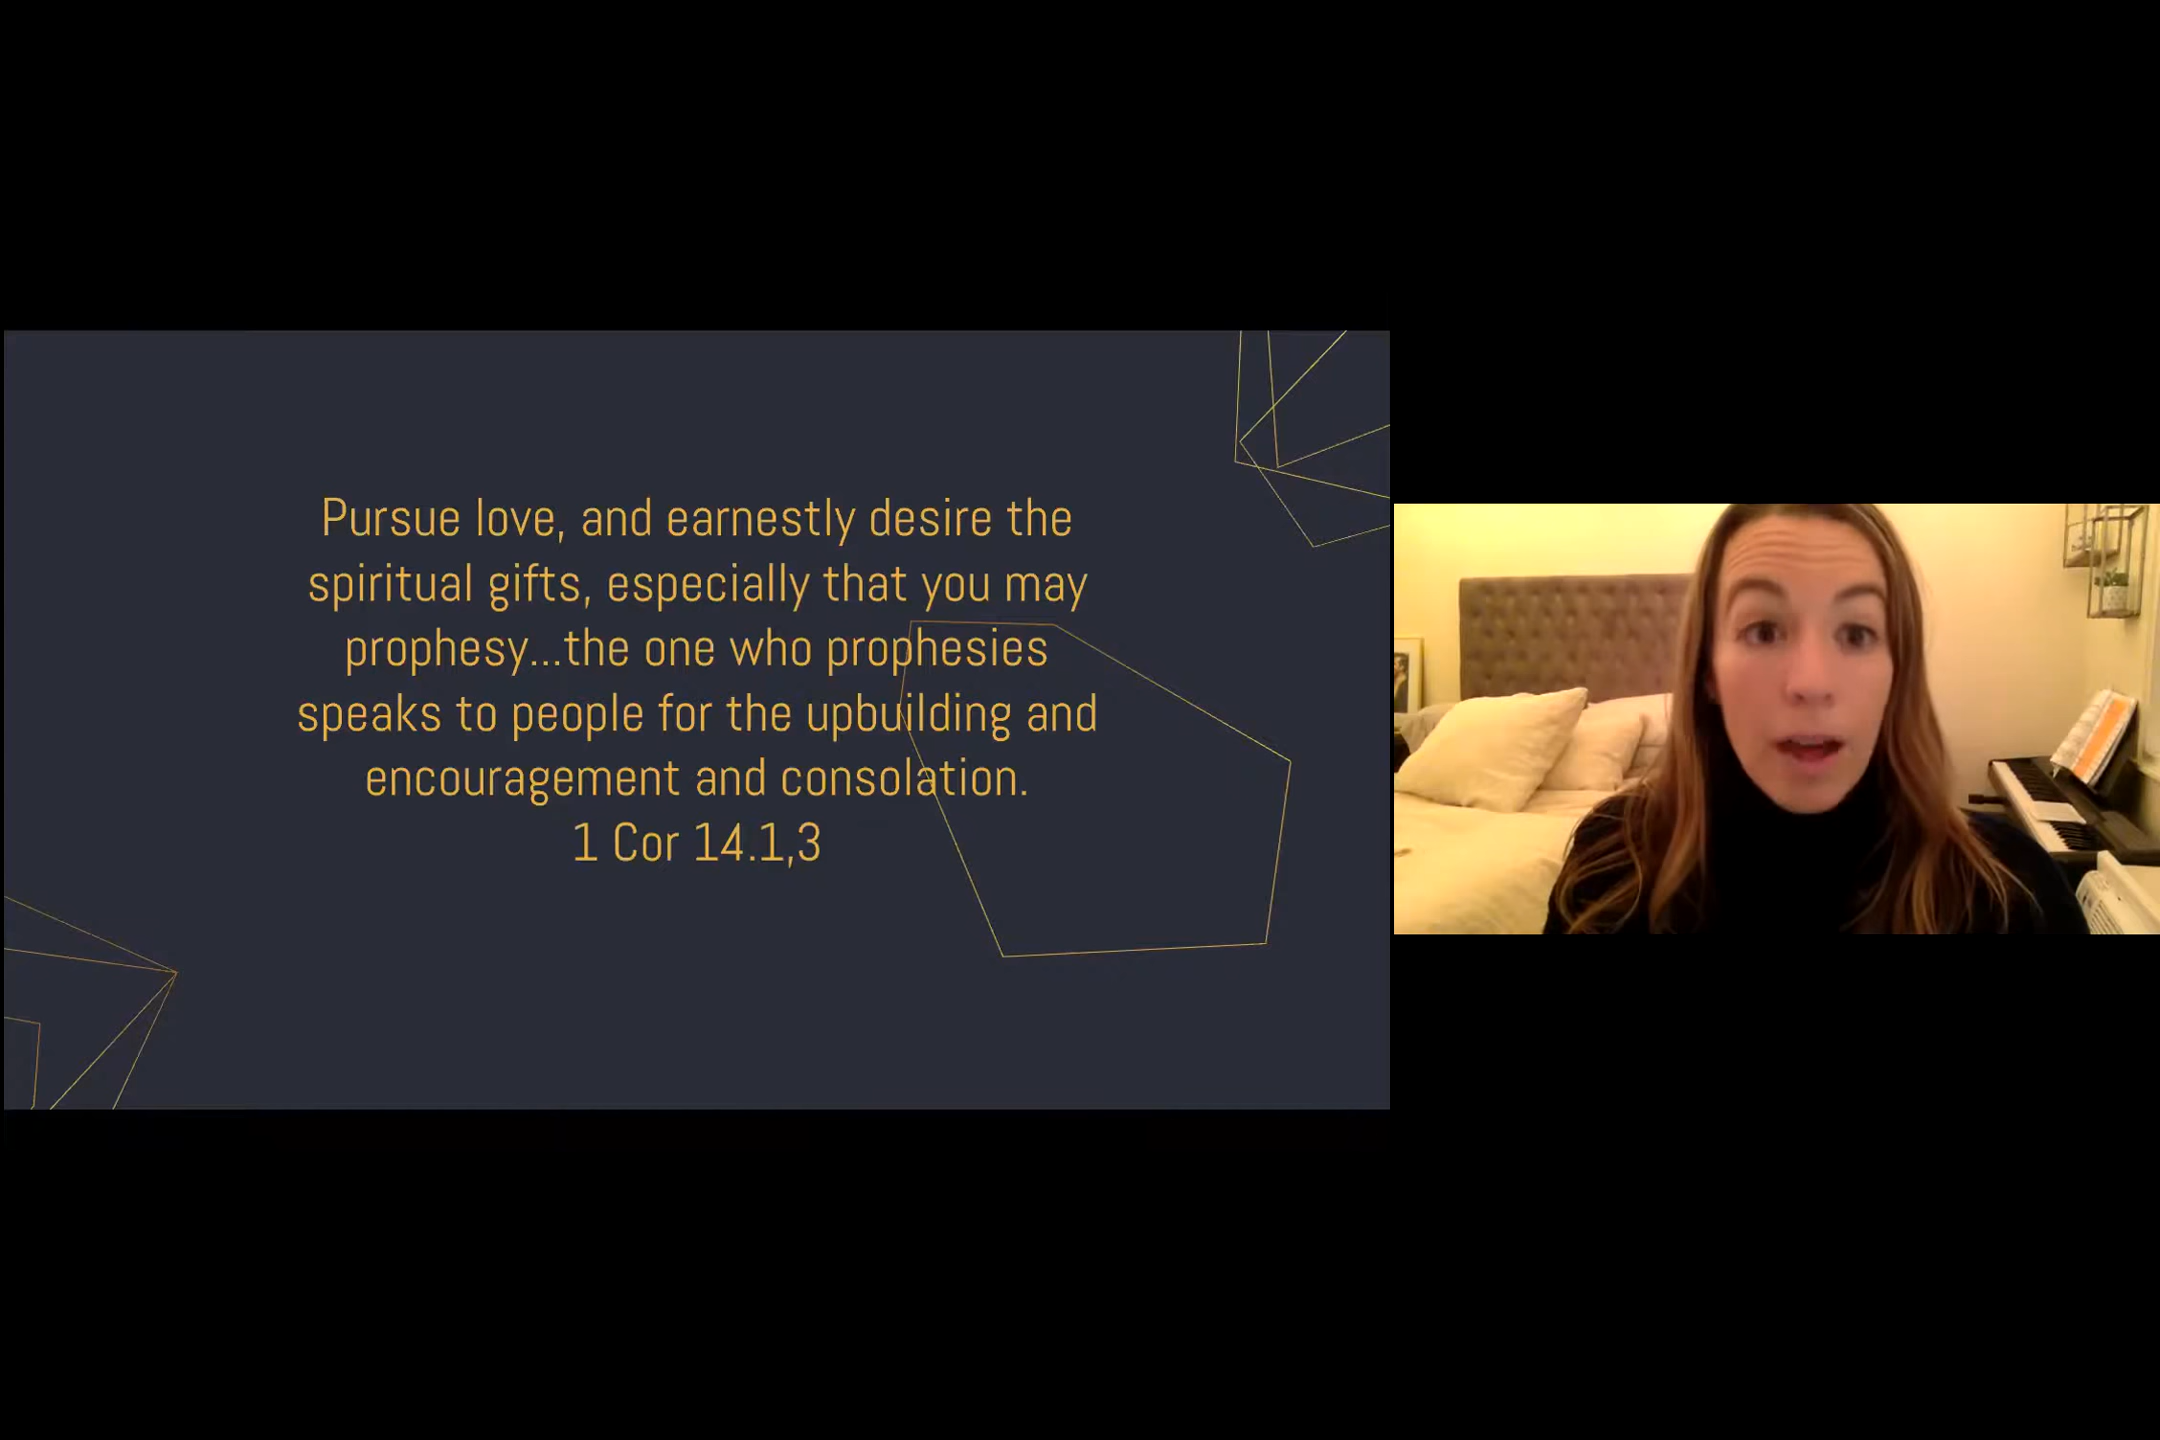 Pursue love, and earnestly desire the
spiritual gifts, especially that you may
prophesy...the one who prophesies
speaks to people for the upbuilding and
encouragement and consolation.
1 Cor 14.1,3